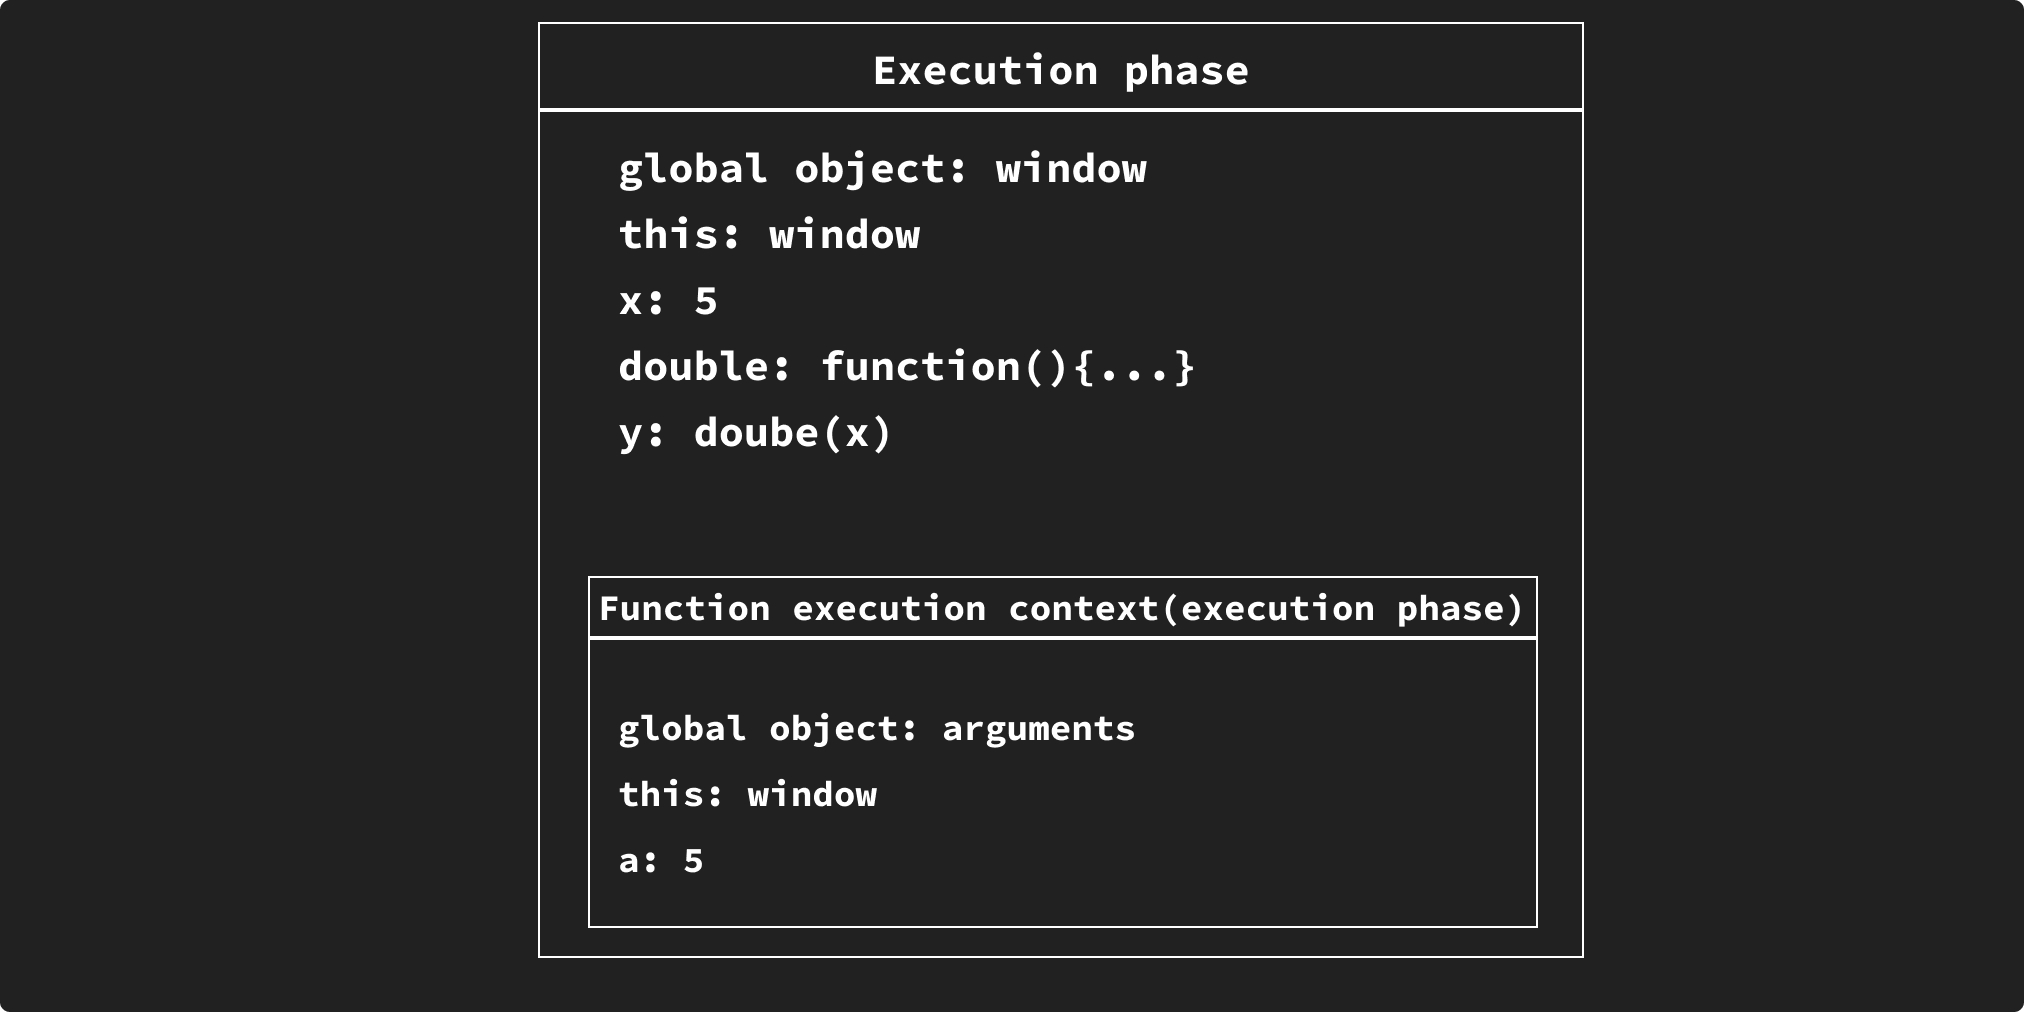 Execution phase
global object: window
this: window
x: 5
double: function(){...}
y: doube(x)
Function execution context(execution phase)
global object: arguments
this: window
a: 5